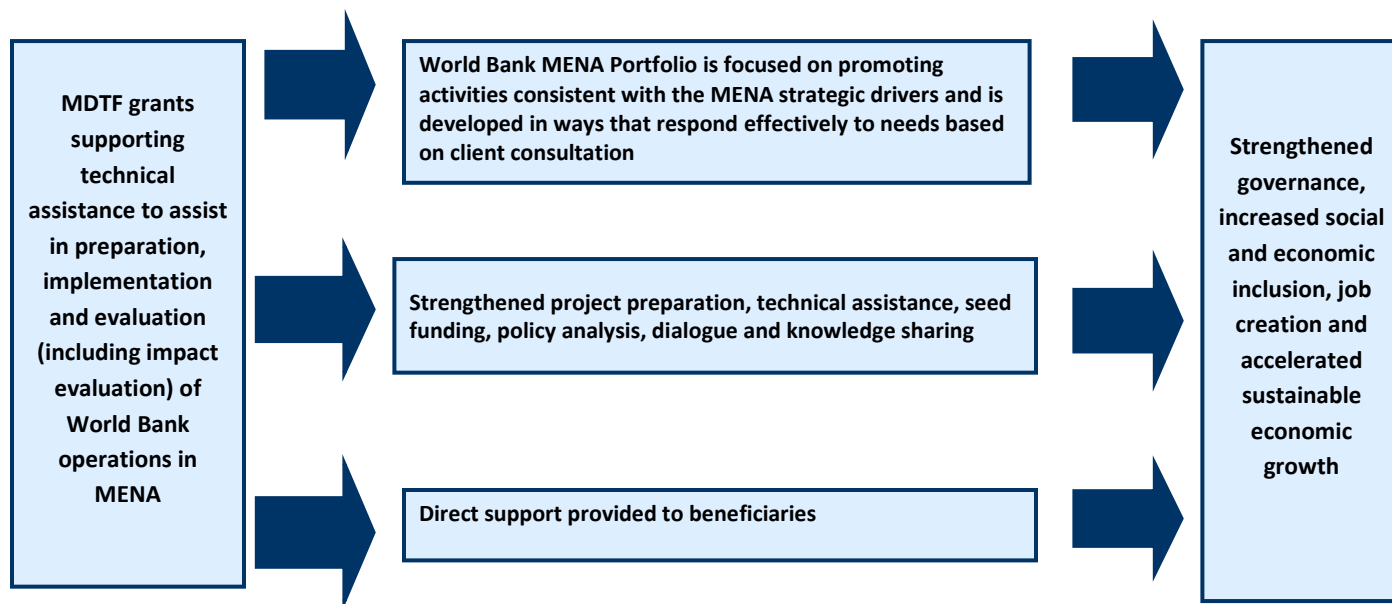 MDTF grants
supporting
technical
assistance to assist
in preparation,
implementation
and evaluation
(including impact
evaluation) of
World Bank
operations in
MENA
World Bank MENA Portfolio is focused on promoting
activities consistent with the MENA strategic drivers and is
developed in ways that respond effectively to needs based
on client consultation
Strengthened project preparation, technical assistance, seed
funding, policy analysis, dialogue and knowledge sharing
Direct support provided to beneficiaries
Strengthened
governance,
increased social
and economic
inclusion, job
creation and
accelerated
sustainable
economic
growth